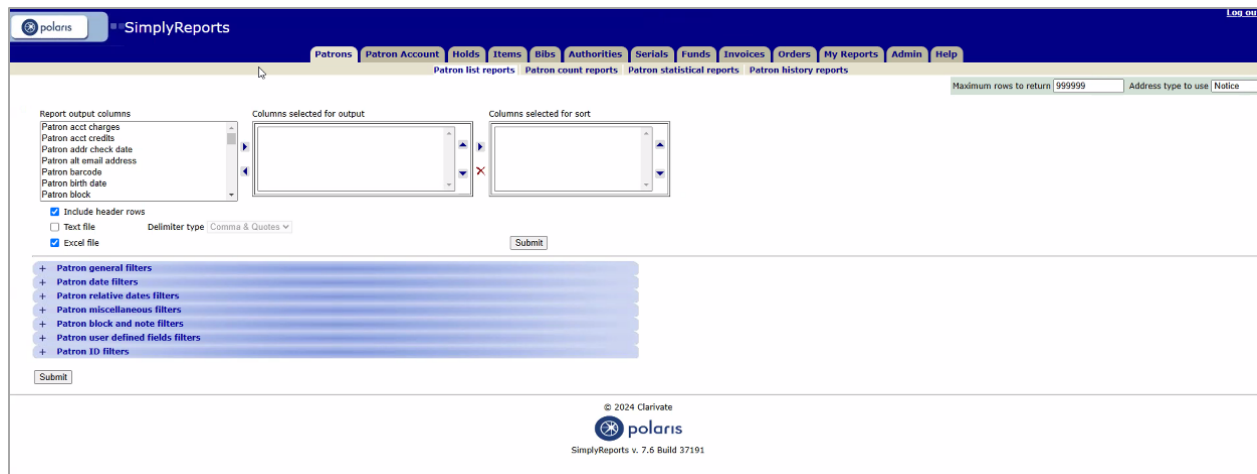 Log ou
polaris SimplyReports
Patrons Patron Account Holds Items Bibs Authorities Serials Funds Invoices Orders My Reports Admin Help
Patron list reports Patron count reports Patron statistical reports Patron history reports
Maximum rows to return 999999 Address type to use Notice
Report output columns Columns selected for output Columns selected for sort
Patron acct charges
Patron acct credits
Patron addr check date
Patron alt email address
Patron barcode
Patron birth date
Patron block
Include header rows
Text file Delimiter type Comma & Quotes
Excel file Submit
+ Patron general filters
+ Patron date filters
+ Patron relative dates filters
+ Patron miscellaneous filters
+ Patron block and note filters
+ Patron user defined fields filters
+ Patron ID filters
Submit
© 2024 Clarivate
polaris
SimplyReports v. 7.6 Build 37191